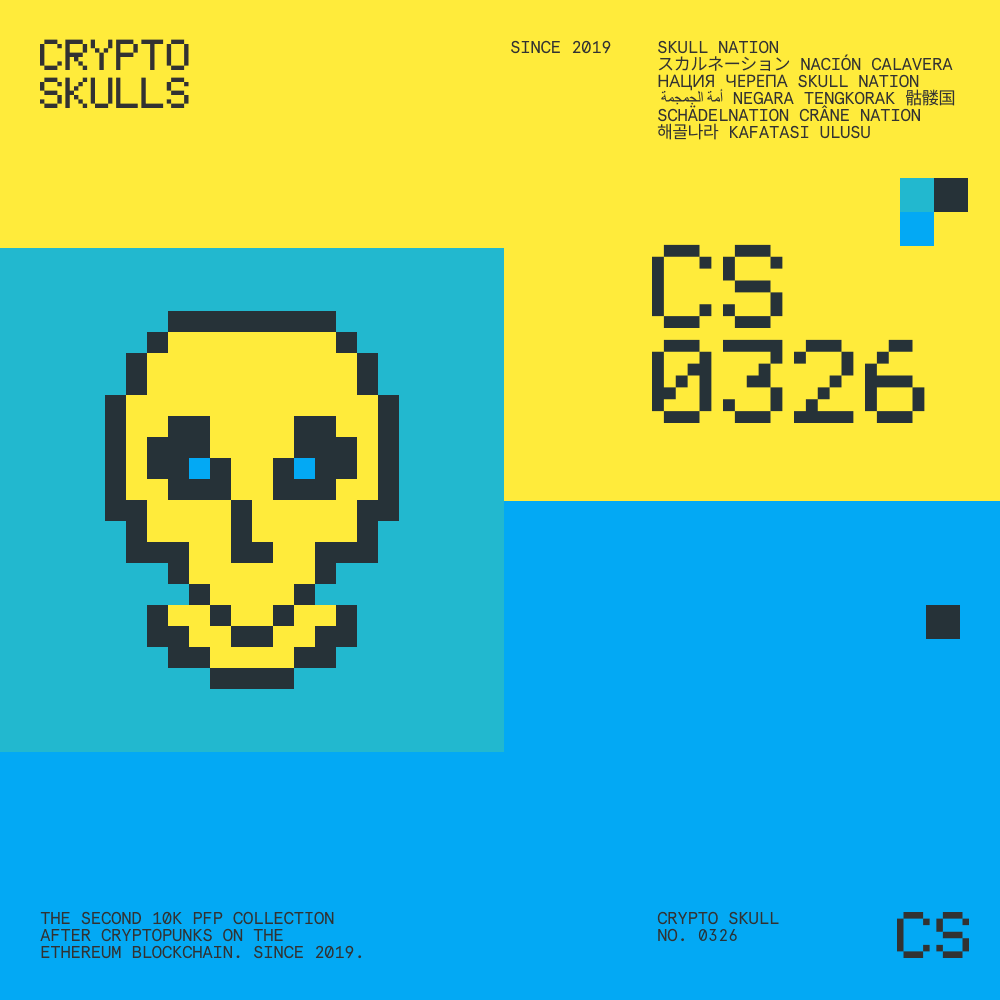 CRYPTO
SKULLS
SINCE 2019
SKULL NATION
スカルネーション NACIÓN CALAVERA
НАЦИЯ ЧЕРЕПА SKULL NATION
أمة الجمجمة NEGARA TENGKORAK 骷髅国
SCHÄDELNATION CRÂNE NATION
해골나라 KAFATASI ULUSU
CS
0326
THE SECOND 10K PFP COLLECTION
AFTER CRYPTOPUNKS ON THE
ETHEREUM BLOCKCHAIN. SINCE 2019.
CRYPTO SKULL
NO. 0326
CS